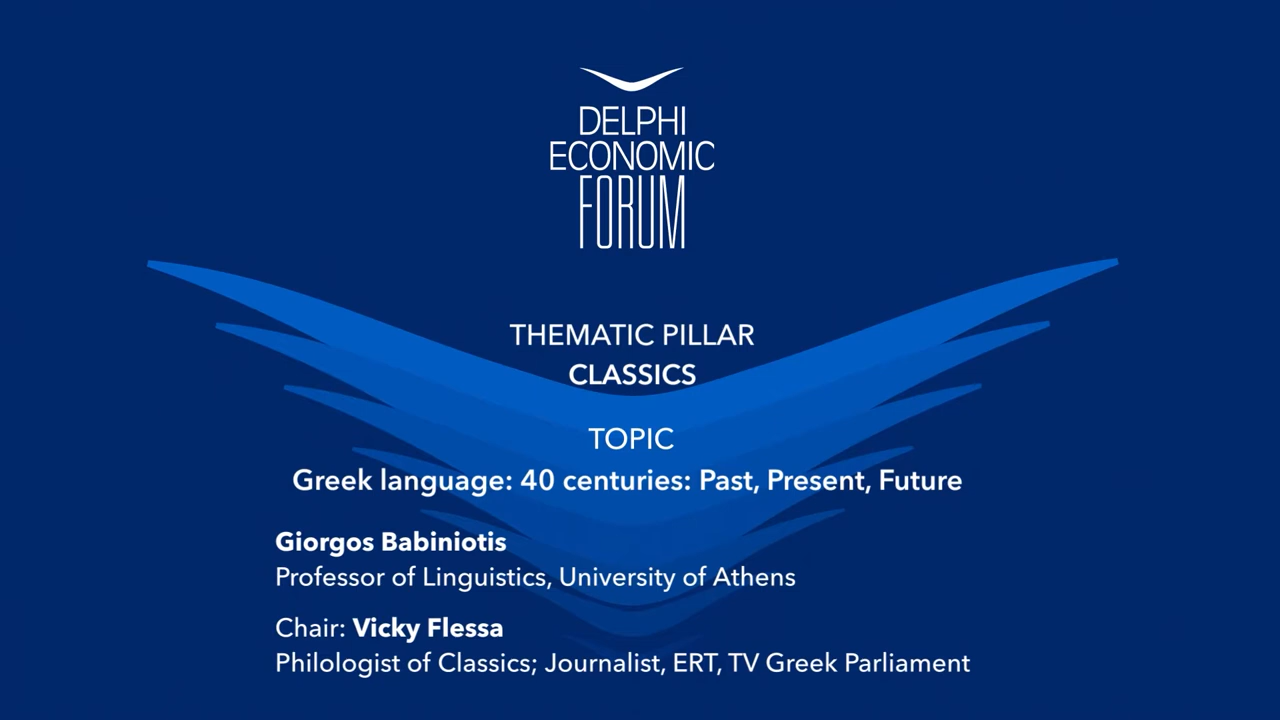 DELPHI
ECONOMIC
FORUM
THEMATIC PILLAR
CLASSICS
TOPIC
Greek language: 40 centuries: Past, Present, Future
Giorgos Babiniotis
Professor of Linguistics, University of Athens
Chair: Vicky Flessa
Philologist of Classics; Journalist, ERT, TV Greek Parliament